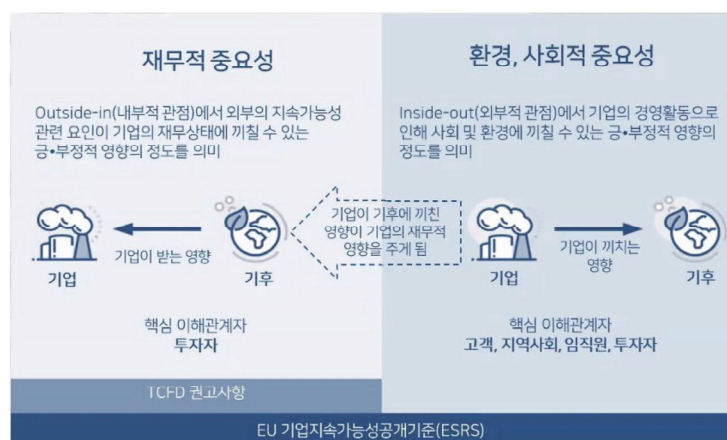 재무적 중요성
Outside-in(내부적 관점)에서 외부의 지속가능성
관련 요인이 기업의 재무상태에 끼칠 수 있는
긍•부정적 영향의 정도를 의미
기업이 받는 영향
기업
기후
핵심 이해관계자
투자자
TCFD 권고사항
기업이 기후에 끼친
영향이 기업의 재무적
영향을 주게 됨
환경, 사회적 중요성
Inside-out(외부적 관점)에서 기업의 경영활동으로
인해 사회 및 환경에 끼칠 수 있는 긍•부정적 영향의
정도를 의미
기업이 끼치는
영향
기업
기후
핵심 이해관계자
고객, 지역사회, 임직원, 투자자
EU 기업지속가능성공개기준(ESRS)